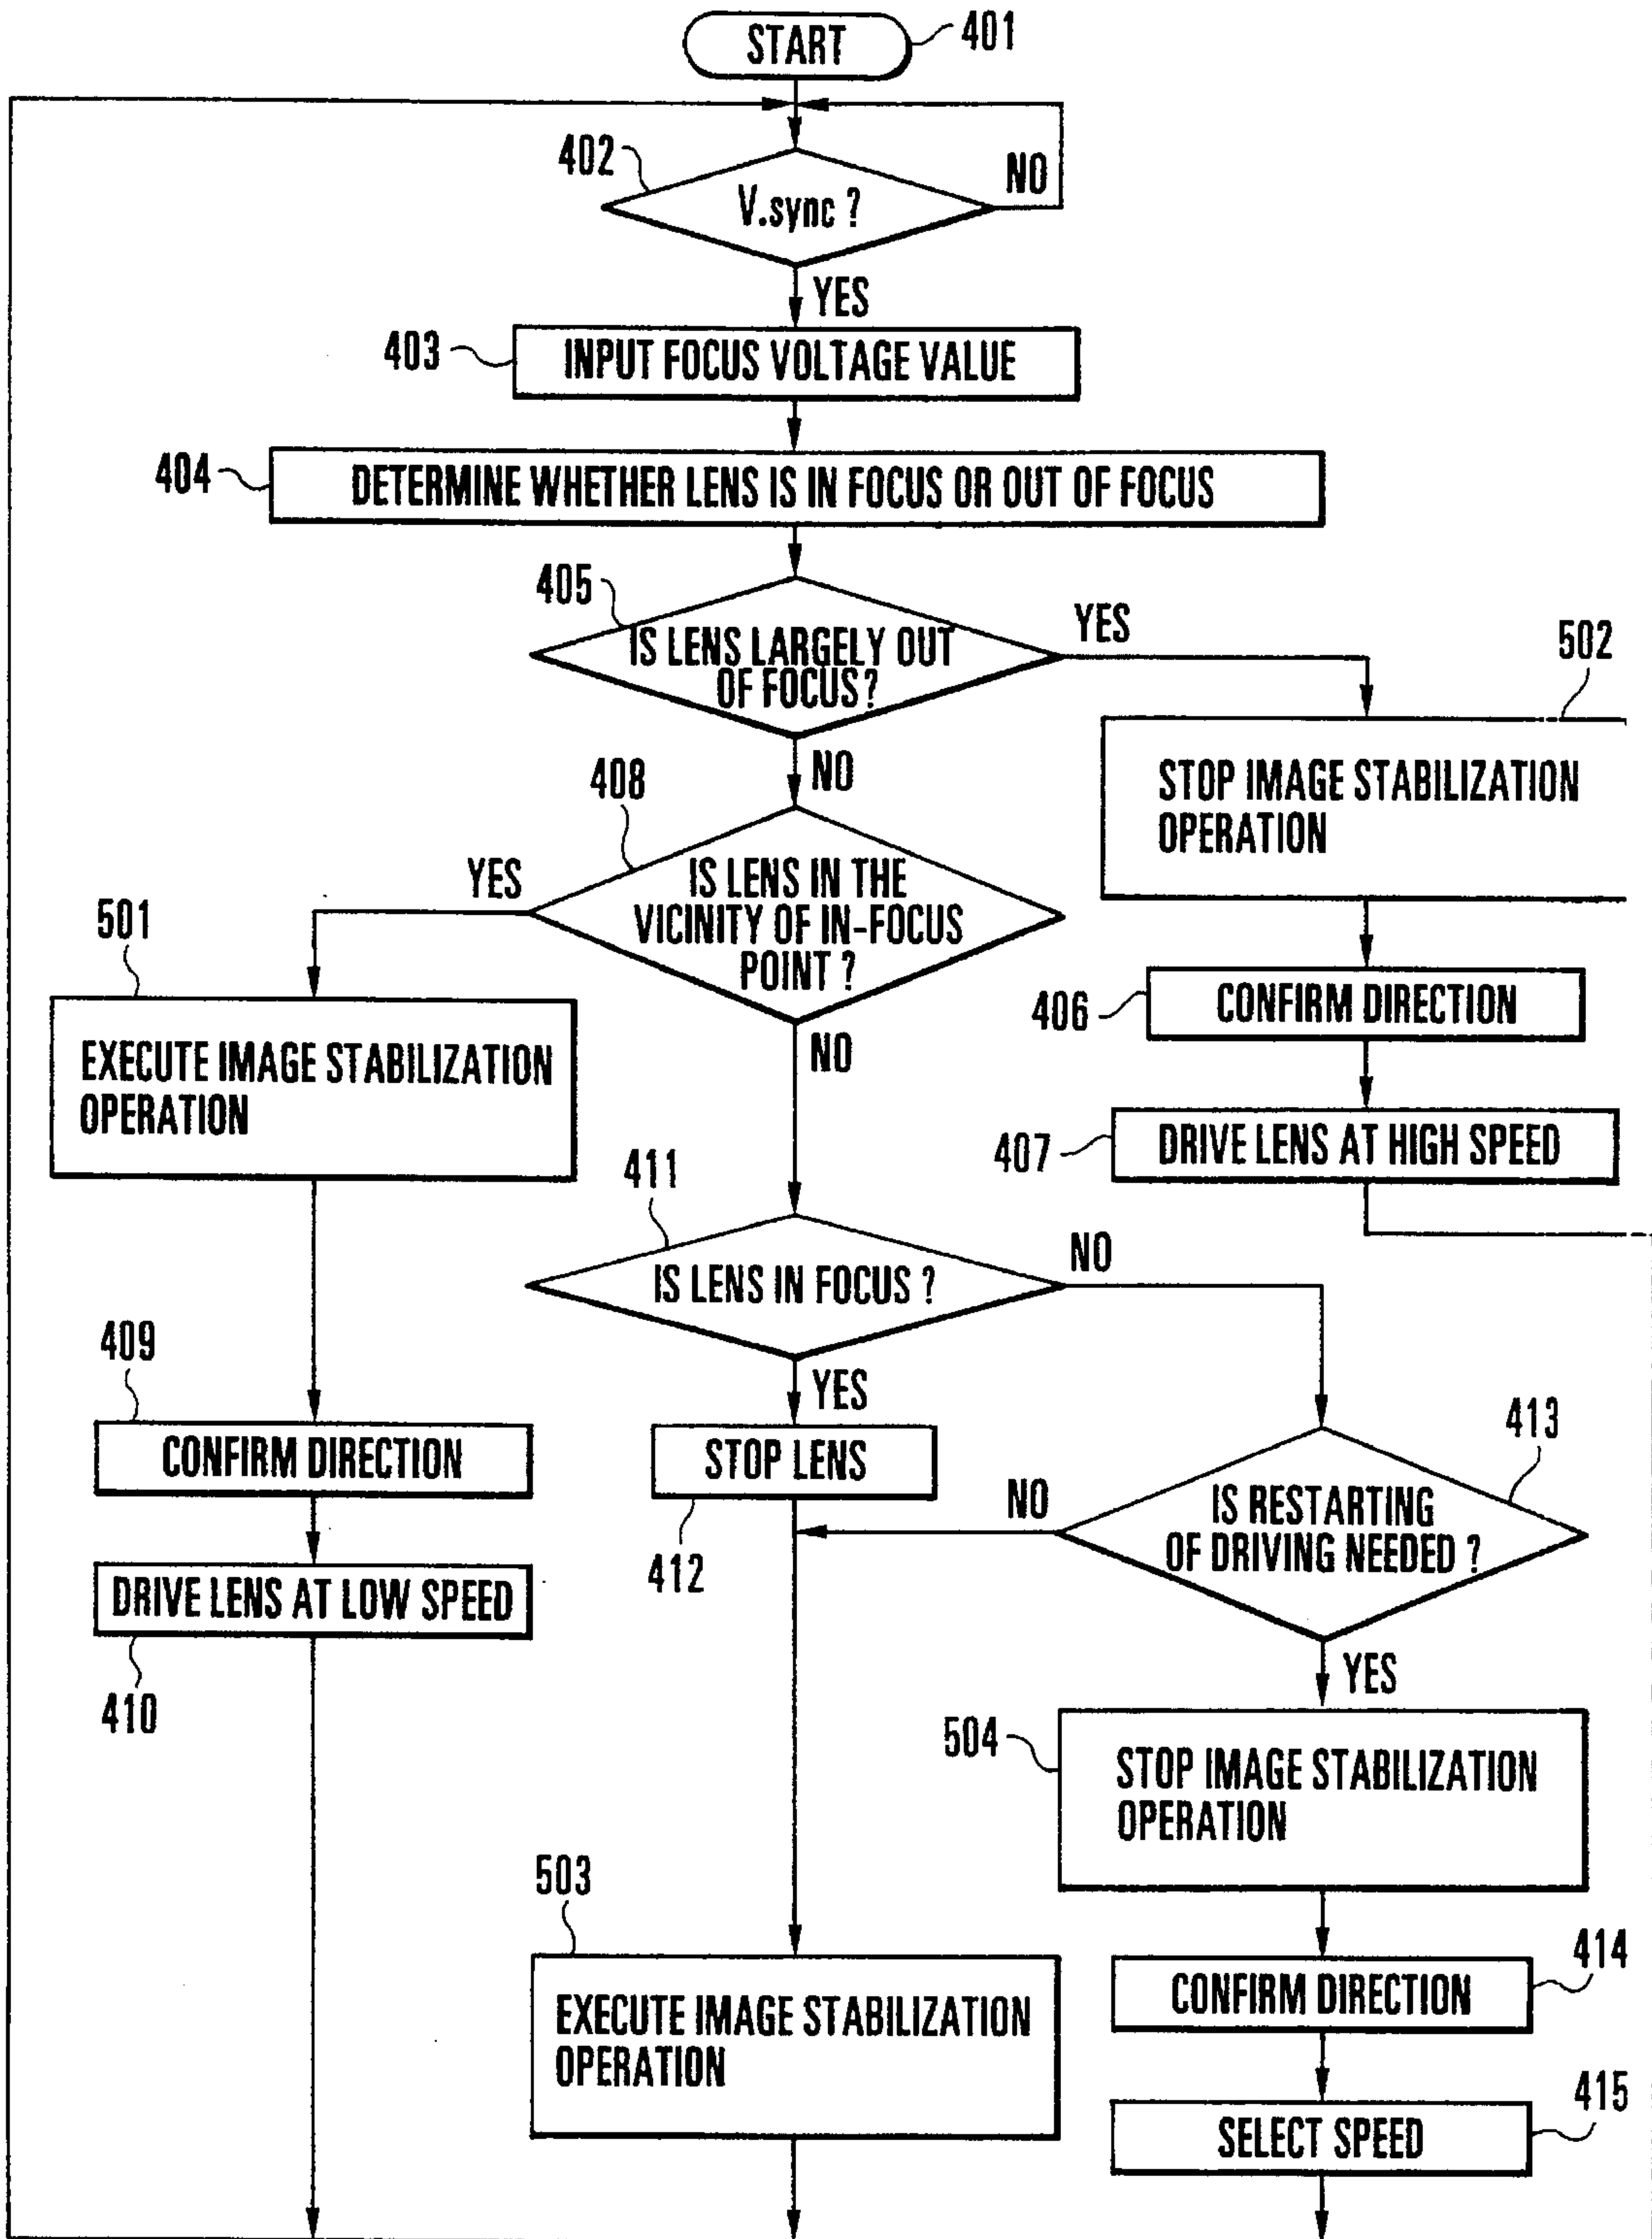 START
401
402
V.sync ?
NO
YES
403
INPUT FOCUS VOLTAGE VALUE
404
DETERMINE WHETHER LENS IS IN FOCUS OR OUT OF FOCUS
405
IS LENS LARGELY OUT
OF FOCUS?
YES
502
NO
STOP IMAGE STABILIZATION
OPERATION
408
IS LENS IN THE
VICINITY OF IN-FOCUS
POINT ?
YES
501
NO
406
CONFIRM DIRECTION
EXECUTE IMAGE STABILIZATION
OPERATION
407
DRIVE LENS AT HIGH SPEED
411
IS LENS IN FOCUS ?
NO
YES
409
CONFIRM DIRECTION
STOP LENS
412
413
IS RESTARTING
OF DRIVING NEEDED ?
NO
YES
DRIVE LENS AT LOW SPEED
410
504
STOP IMAGE STABILIZATION
OPERATION
503
EXECUTE IMAGE STABILIZATION
OPERATION
414
CONFIRM DIRECTION
415
SELECT SPEED